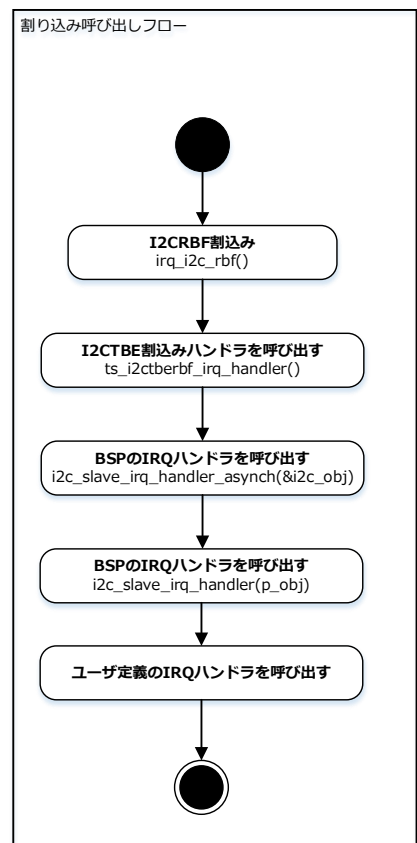 割り込み呼び出しフロー
I2CRBF割込み
irq_i2c_rbf()
I2CTBE割込みハンドラを呼び出す
ts_i2ctberbf_irq_handler()
BSPのIRQハンドラを呼び出す
i2c_slave_irq_handler_asynch(&i2c_obj)
BSPのIRQハンドラを呼び出す
i2c_slave_irq_handler(p_obj)
ユーザ定義のIRQハンドラを呼び出す